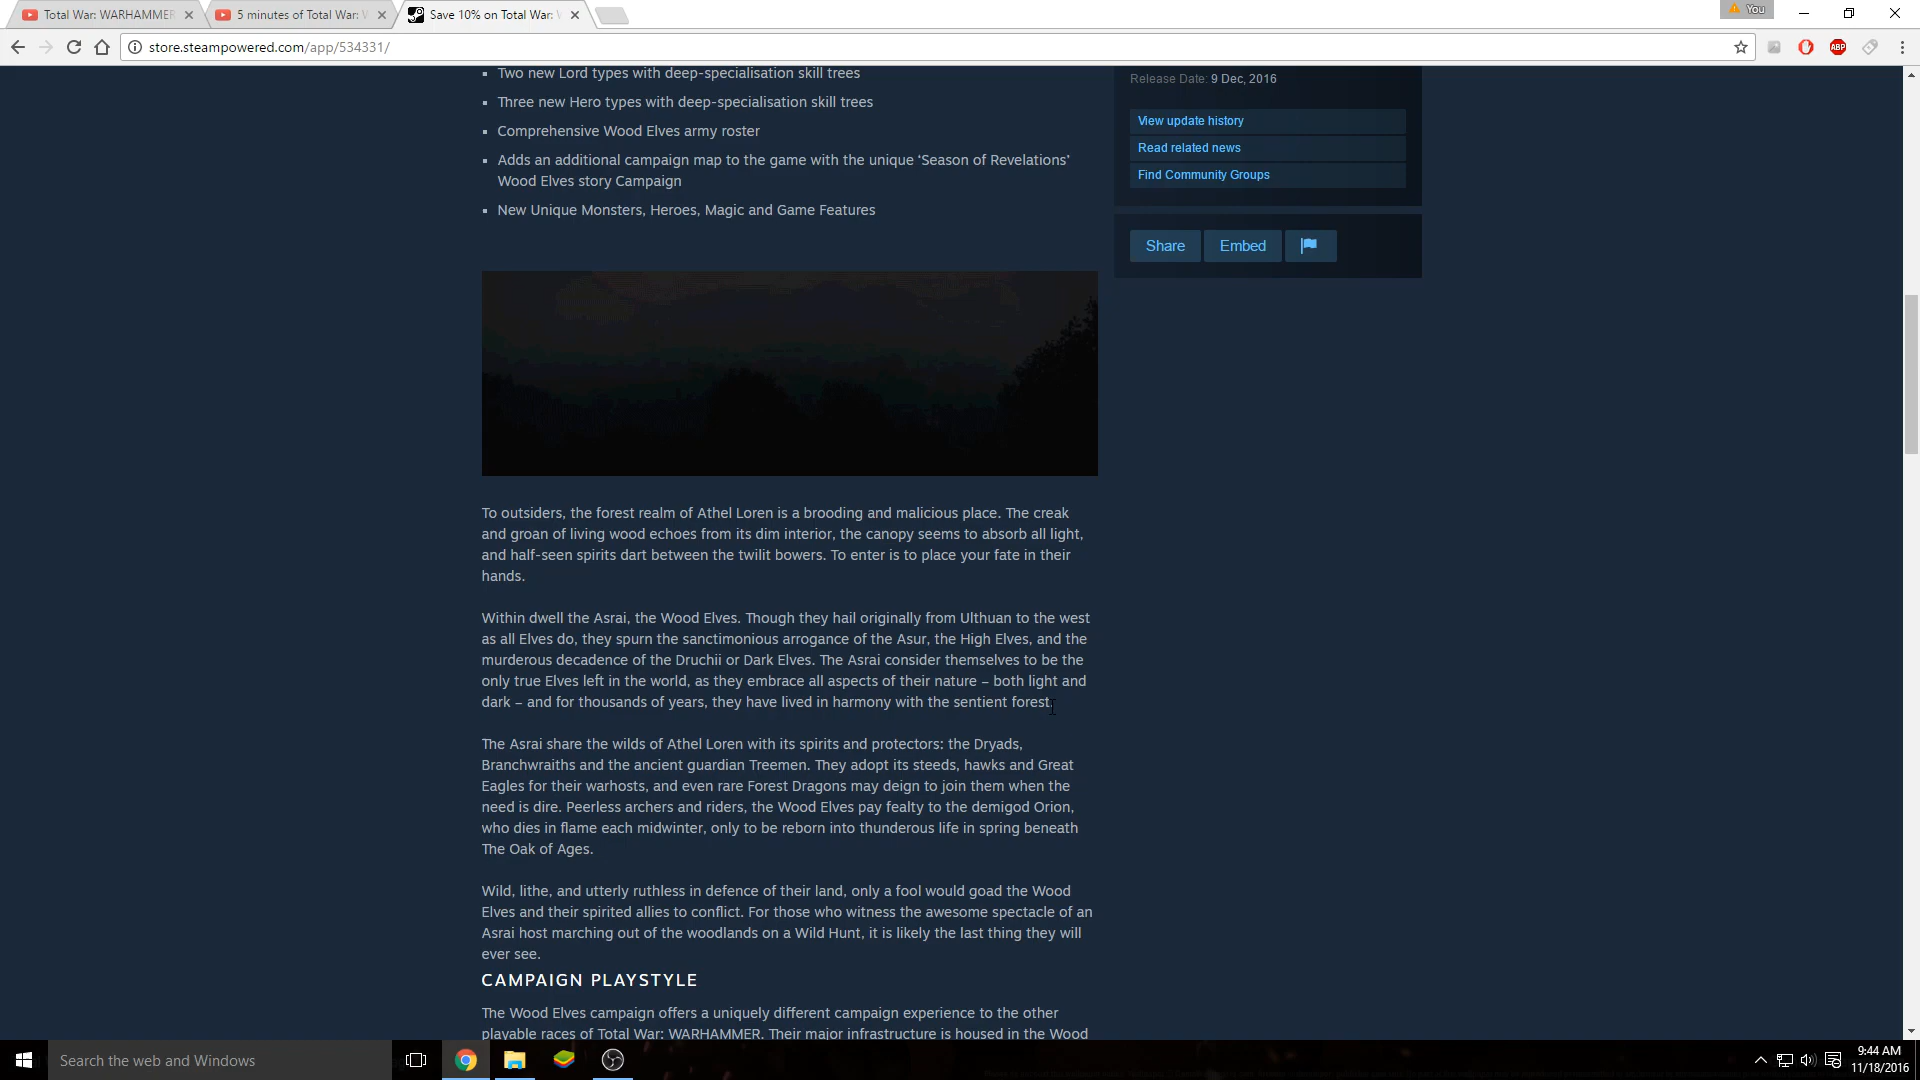 Total War: WARHAMMER
5 minutes of Total War: W
Save 10% on Total War: W
You
store.steampowered.com/app/534331/
ABP
Two new Lord types with deep-specialisation skill trees
Three new Hero types with deep-specialisation skill trees
Comprehensive Wood Elves army roster
Adds an additional campaign map to the game with the unique ‘Season of Revelations’
Wood Elves story Campaign
New Unique Monsters, Heroes, Magic and Game Features
Release Date: 9 Dec, 2016
View update history
Read related news
Find Community Groups
Share
Embed
To outsiders, the forest realm of Athel Loren is a brooding and malicious place. The creak
and groan of living wood echoes from its dim interior, the canopy seems to absorb all light,
and half-seen spirits dart between the twilit bowers. To enter is to place your fate in their
hands.
Within dwell the Asrai, the Wood Elves. Though they hail originally from Ulthuan to the west
as all Elves do, they spurn the sanctimonious arrogance of the Asur, the High Elves, and the
murderous decadence of the Druchii or Dark Elves. The Asrai consider themselves to be the
only true Elves left in the world, as they embrace all aspects of their nature – both light and
dark – and for thousands of years, they have lived in harmony with the sentient forest.
The Asrai share the wilds of Athel Loren with its spirits and protectors: the Dryads,
Branchwraiths and the ancient guardian Treemen. They adopt its steeds, hawks and Great
Eagles for their warhosts, and even rare Forest Dragons may deign to join them when the
need is dire. Peerless archers and riders, the Wood Elves pay fealty to the demigod Orion,
who dies in flame each midwinter, only to be reborn into thunderous life in spring beneath
The Oak of Ages.
Wild, lithe, and utterly ruthless in defence of their land, only a fool would goad the Wood
Elves and their spirited allies to conflict. For those who witness the awesome spectacle of an
Asrai host marching out of the woodlands on a Wild Hunt, it is likely the last thing they will
ever see.
CAMPAIGN PLAYSTYLE
The Wood Elves campaign offers a uniquely different campaign experience to the other
playable races of Total War: WARHAMMER. Their major infrastructure is housed in the Wood
Search the web and Windows
9:44 AM
11/18/2016